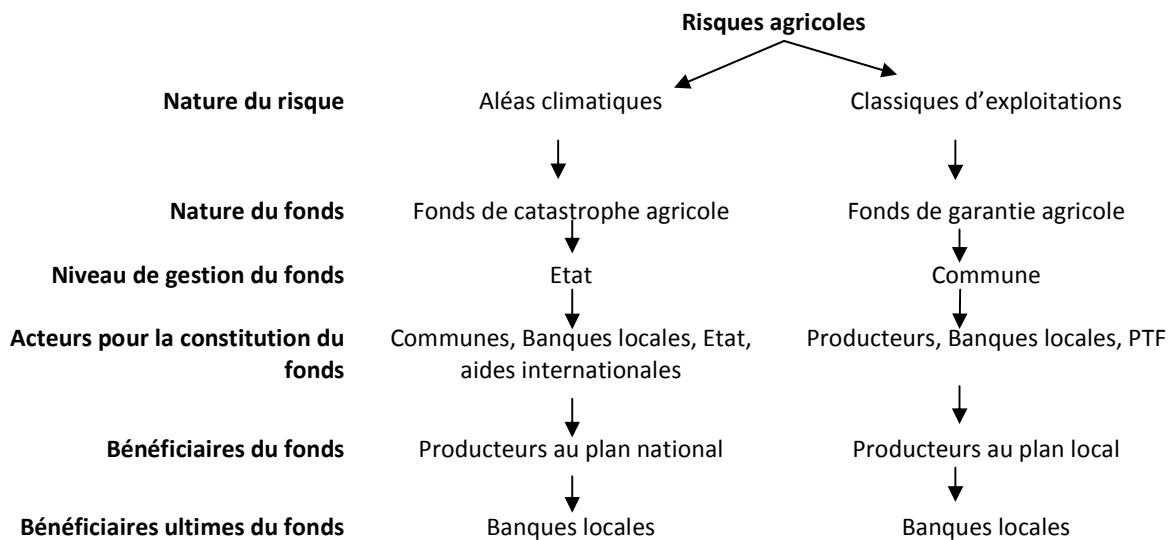 Risques agricoles
Nature du risque Aléas climatiques Classiques d’exploitations
Nature du fonds Fonds de catastrophe agricole Fonds de garantie agricole
Niveau de gestion du fonds Etat Commune
Acteurs pour la constitution du Communes, Banques locales, Etat, Producteurs, Banques locales, PTF
fonds aides internationales
Bénéficiaires du fonds Producteurs au plan national Producteurs au plan local
Bénéficiaires ultimes du fonds Banques locales Banques locales